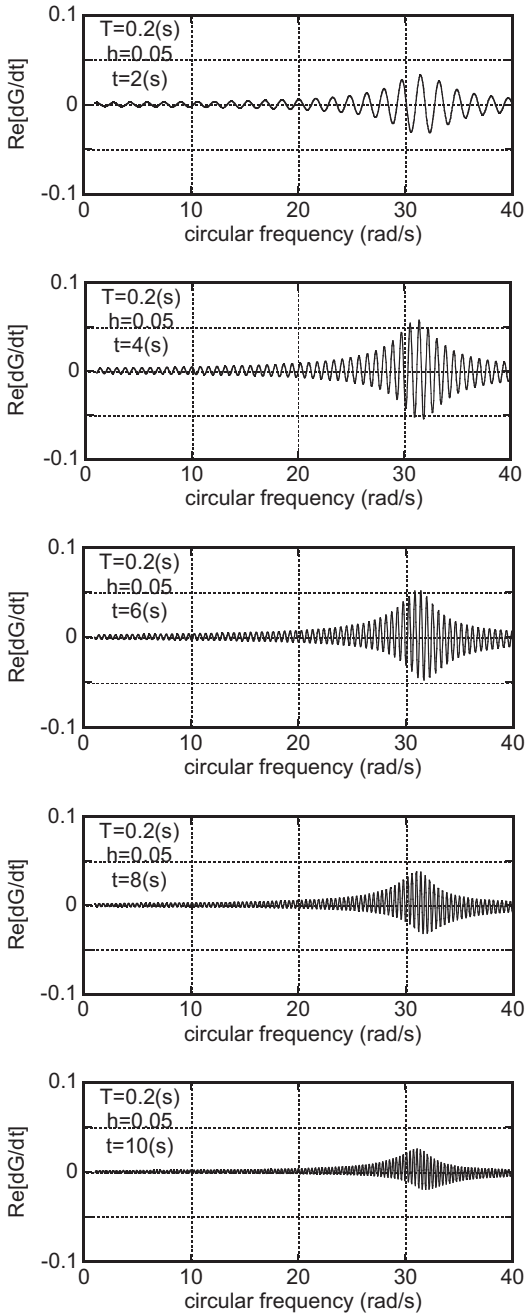 0.1
T=0.2(s)
h=0.05
t=2(s)
Re[dG/dt]
0
-0.1
0 10 20 30 40
circular frequency (rad/s)
0.1
T=0.2(s)
h=0.05
t=4(s)
Re[dG/dt]
0
-0.1
0 10 20 30 40
circular frequency (rad/s)
0.1
T=0.2(s)
h=0.05
t=6(s)
Re[dG/dt]
0
-0.1
0 10 20 30 40
circular frequency (rad/s)
0.1
T=0.2(s)
h=0.05
t=8(s)
Re[dG/dt]
0
-0.1
0 10 20 30 40
circular frequency (rad/s)
0.1
T=0.2(s)
h=0.05
t=10(s)
Re[dG/dt]
0
-0.1
0 10 20 30 40
circular frequency (rad/s)